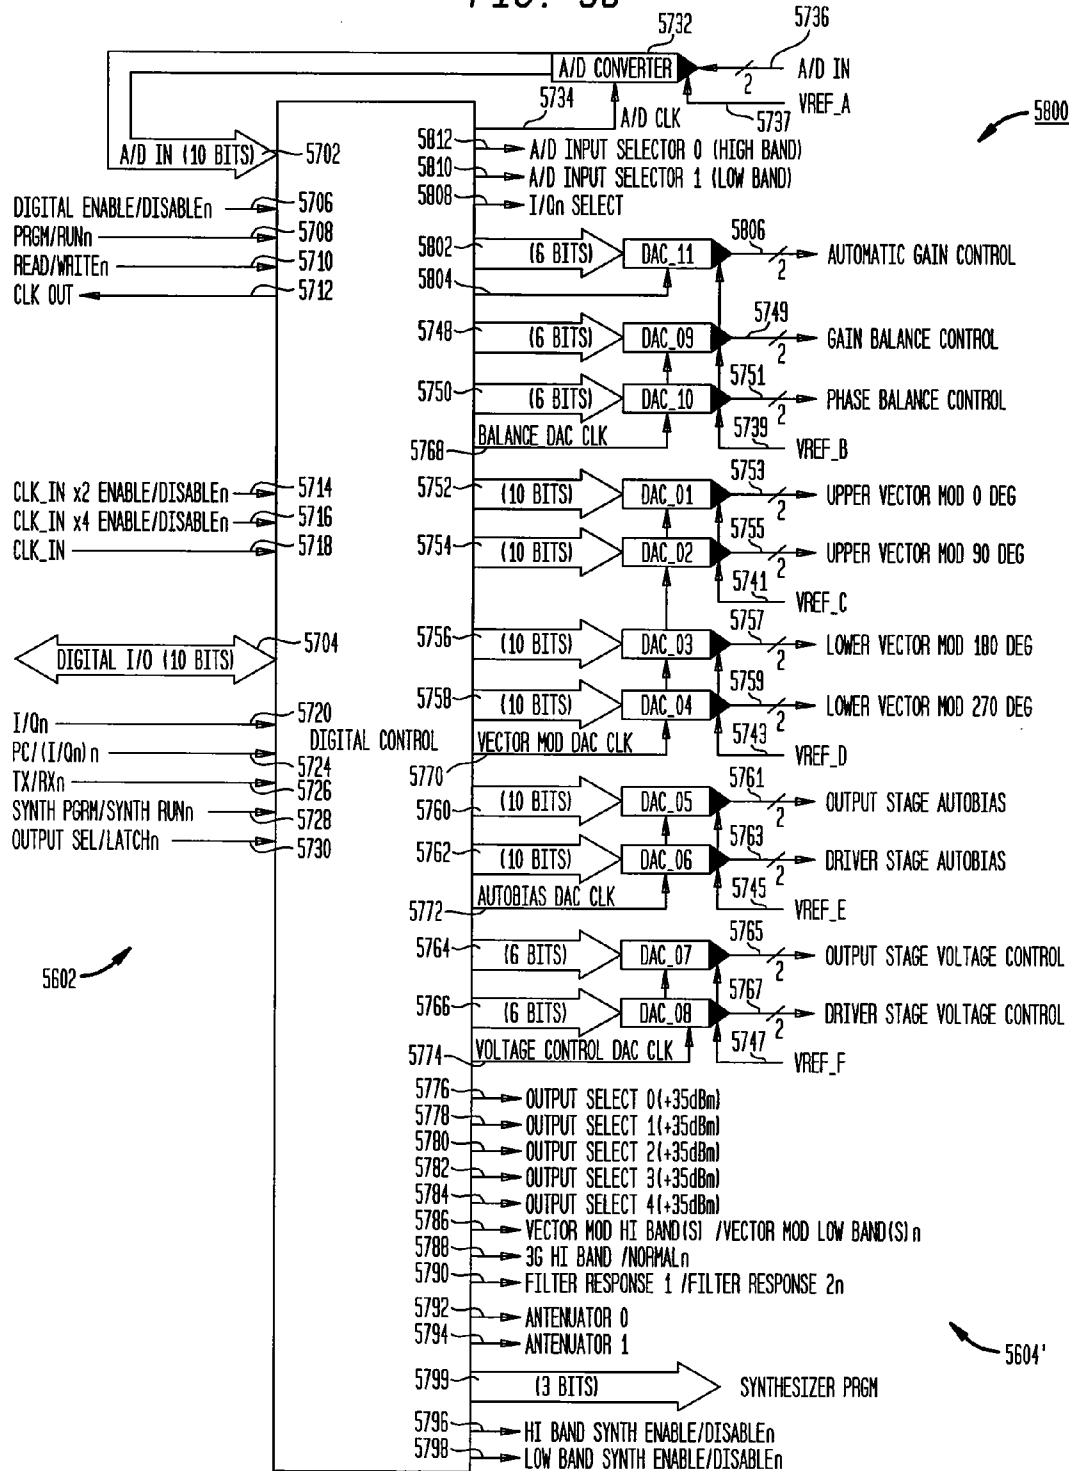 5732
5736
A/D CONVERTER
2
A/D IN
5734
VREF_A
5737
A/D CLK
5800
A/D IN (10 BITS)
5702
5812
A/D INPUT SELECTOR 0 (HIGH BAND)
5810
A/D INPUT SELECTOR 1 (LOW BAND)
5808
I/Qn SELECT
DIGITAL ENABLE/DISABLEn
5706
PRGM/RUNn
5708
READ/WRITEn
5710
CLK OUT
5712
5802
(6 BITS)
DAC_11
5806
2
AUTOMATIC GAIN CONTROL
5804
5748
(6 BITS)
DAC_09
5749
2
GAIN BALANCE CONTROL
5750
(6 BITS)
DAC_10
5751
2
PHASE BALANCE CONTROL
BALANCE DAC CLK
5768
5739
VREF_B
CLK_IN x2 ENABLE/DISABLEn
5714
CLK_IN x4 ENABLE/DISABLEn
5716
CLK_IN
5718
5752
(10 BITS)
DAC_01
5753
2
UPPER VECTOR MOD 0 DEG
5754
(10 BITS)
DAC_02
5755
2
UPPER VECTOR MOD 90 DEG
5741
VREF_C
DIGITAL I/O (10 BITS)
5704
5756
(10 BITS)
DAC_03
5757
2
LOWER VECTOR MOD 180 DEG
5758
(10 BITS)
DAC_04
5759
2
LOWER VECTOR MOD 270 DEG
I/Qn
5720
PC/(I/Qn)n
5724
TX/RXn
5726
SYNTH PGRM/SYNTH RUNn
5728
OUTPUT SEL/LATCHn
5730
DIGITAL CONTROL
VECTOR MOD DAC CLK
5770
5743
VREF_D
5760
(10 BITS)
DAC_05
5761
2
OUTPUT STAGE AUTOBIAS
5762
(10 BITS)
DAC_06
5763
2
DRIVER STAGE AUTOBIAS
AUTOBIAS DAC CLK
5772
5745
VREF_E
5602
5764
(6 BITS)
DAC_07
5765
2
OUTPUT STAGE VOLTAGE CONTROL
5766
(6 BITS)
DAC_08
5767
2
DRIVER STAGE VOLTAGE CONTROL
VOLTAGE CONTROL DAC CLK
5774
5747
VREF_F
5776
OUTPUT SELECT 0(+35dBm)
5778
OUTPUT SELECT 1(+35dBm)
5780
OUTPUT SELECT 2(+35dBm)
5782
OUTPUT SELECT 3(+35dBm)
5784
OUTPUT SELECT 4(+35dBm)
5786
VECTOR MOD HI BAND(S) /VECTOR MOD LOW BAND(S)n
5788
3G HI BAND /NORMALn
5790
FILTER RESPONSE 1 /FILTER RESPONSE 2n
5792
ANTENUATOR 0
5794
ANTENUATOR 1
5604'
5799
(3 BITS)
SYNTHESIZER PRGM
5796
HI BAND SYNTH ENABLE/DISABLEn
5798
LOW BAND SYNTH ENABLE/DISABLEn